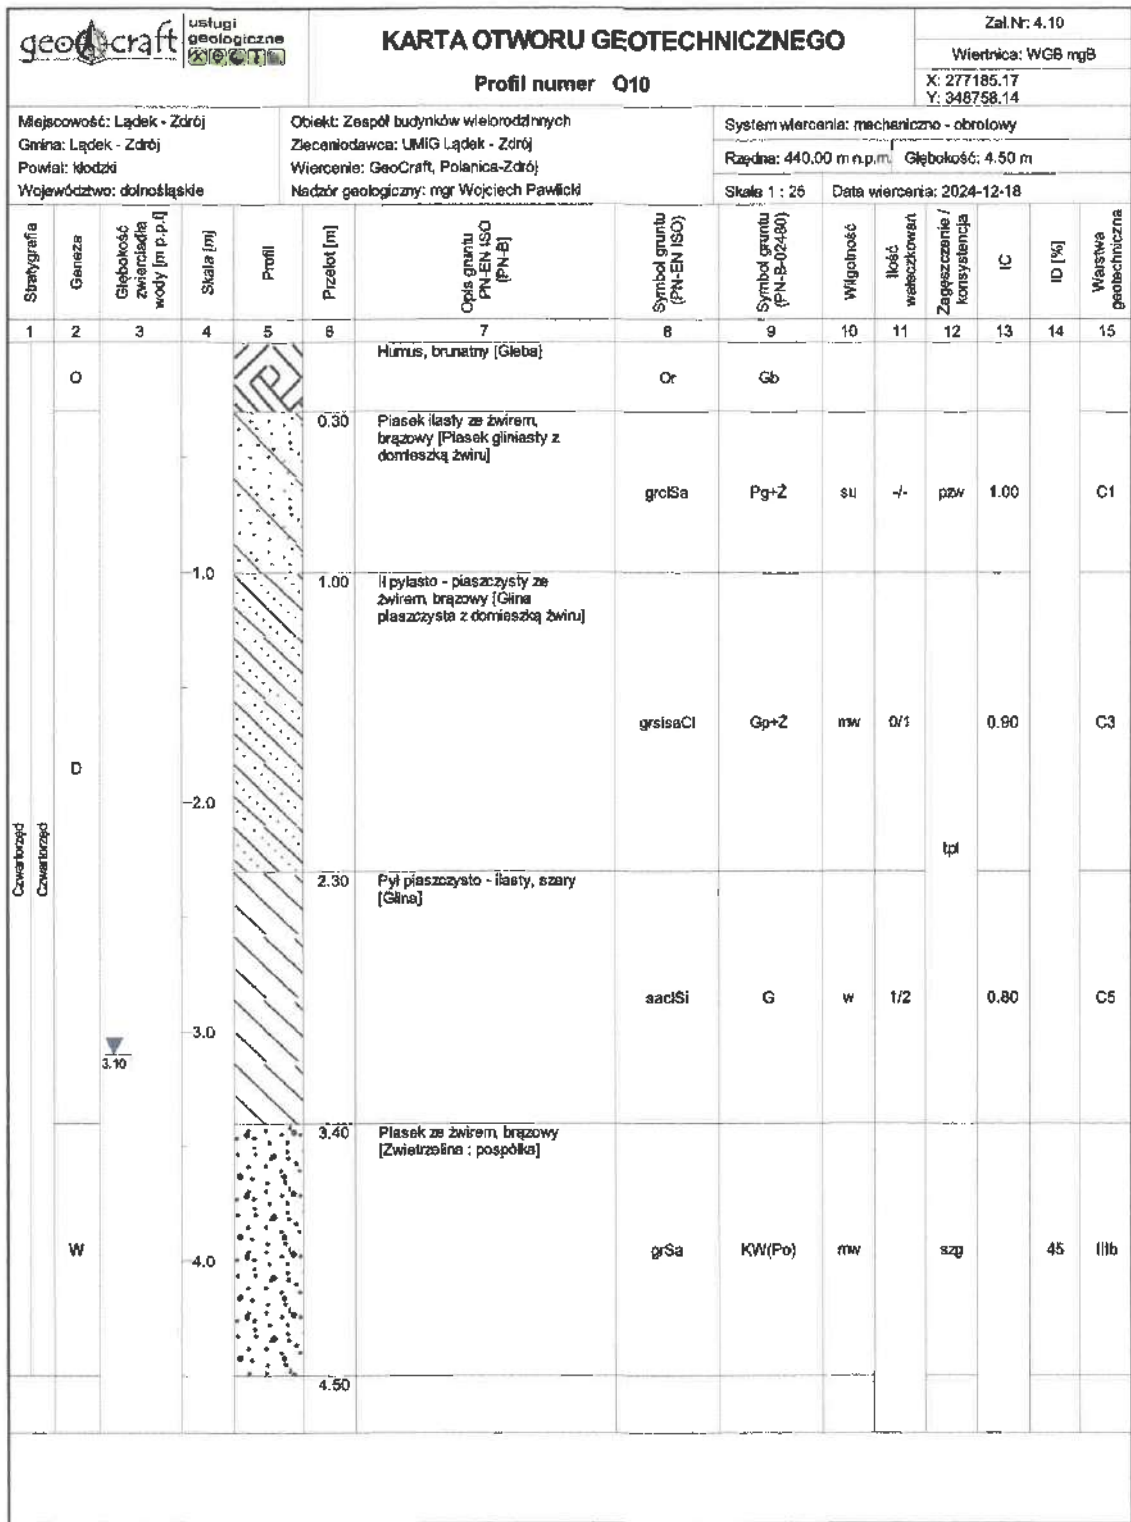 geocraft
usługi
geologiczne
KARTA OTWORU GEOTECHNICZNEGO
Profil numer O10
Zał.Nr: 4.10
Wiertnica: WGB mgB
X: 277185.17
Y: 348758.14
Miejscowość: Lądek - Zdrój
Gmina: Lądek - Zdrój
Powiat: kłodzki
Województwo: dolnośląskie
Obiekt: Zespół budynków wielorodzinnych
Zleceniodawca: UMiG Lądek - Zdrój
Wiercenie: GeoCraft, Polanica-Zdrój
Nadzór geologiczny: mgr Wojciech Pawlicki
System wiercenia: mechaniczno - obrotowy
Rzędna: 440.00 m n.p.m. Głębokość: 4.50 m
Skala 1 : 25 Data wiercenia: 2024-12-18
Stratygrafia
Geneza
Głębokość zwierciadła wody [m p.p.t]
Skala [m]
Profil
Przelot [m]
Opis gruntu PN-EN ISO [PN-B]
Symbol gruntu (PN-EN ISO)
Symbol gruntu (PN-B-02480)
Wilgotność
Ilość wałeczkowań
Zagęszczenie / konsystencja
IC
ID [%]
Warstwa geotechniczna
1 2 3 4 5 6 7 8 9 10 11 12 13 14 15
Humus, brunatny [Gleba]
O Or Gb
0.30 Piasek ilasty ze żwirem,
brązowy [Piasek gliniasty z
domieszką żwiru]
grclSa Pg+Ż su -/- pzw 1.00 C1
1.0 1.00 Ił pylasto - piaszczysty ze
żwirem, brązowy [Glina
piaszczysta z domieszką żwiru]
grsisaCl Gp+Ż mw 0/1 0.90 C3
D
2.0
tpl
Czwartorzęd
Czwartorzęd
2.30 Pył piaszczysto - ilasty, szary
[Glina]
saclSi G w 1/2 0.80 C5
3.0
3.10
3.40 Piasek ze żwirem, brązowy
[Zwietrzelina : pospółka]
W 4.0 grSa KW(Po) mw szg 45 IIIb
4.50